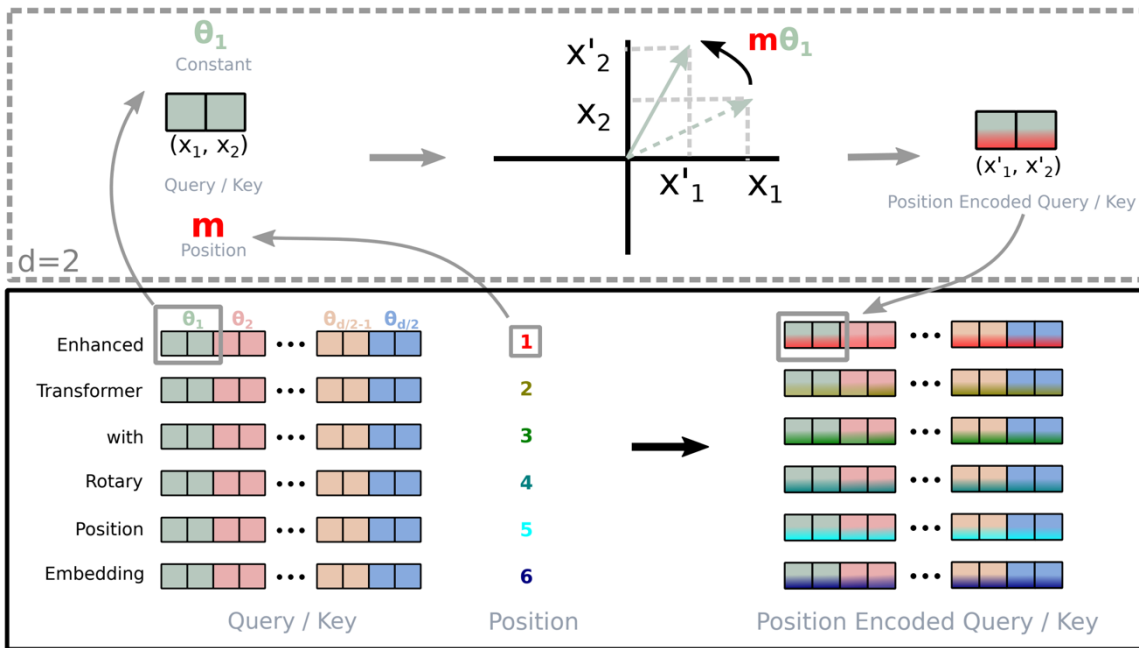 θ₁
Constant
(x₁, x₂)
Query / Key
m
Position
d=2
x'₂
x₂
x'₁
x₁
mθ₁
(x'₁, x'₂)
Position Encoded Query / Key
θ₁ θ₂ ••• θd/2-1 θd/2
Enhanced ••• 1 •••
Transformer ••• 2 •••
with ••• 3 •••
Rotary ••• 4 •••
Position ••• 5 •••
Embedding ••• 6 •••
Query / Key
Position
Position Encoded Query / Key